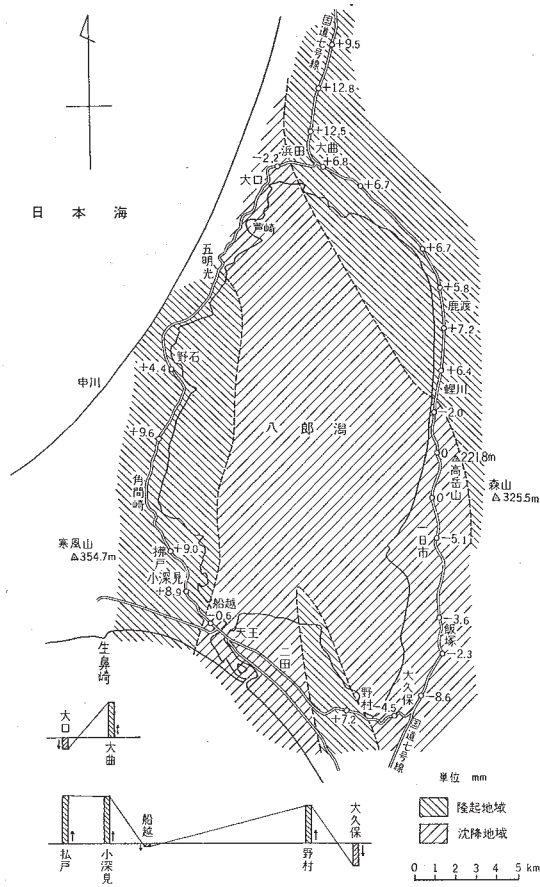 国道七号線
+9.5
+12.8
+12.5
大曲
浜田
-2.2
+6.8
大口
+6.7
日本海
芦崎
五明光
+6.7
+5.8
鹿渡
+7.2
野石
+4.4
+6.4
鯉川
申川
-2.0
八郎潟
+9.6
0
△221.8m
高岳山
森山
△325.5m
角間崎
0
一日市
-5.1
寒風山
△354.7m
+9.0
小深見
+8.9
船越
-0.6
天王
-3.6
飯塚
-2.3
二田
生鼻崎
大久保
野村
-8.6
-4.5
+7.2
国道七号線
大口
大曲
単位 mm
隆起地域
沈降地域
船越
大久保
払戸
小深見
野村
0 1 2 3 4 5 km